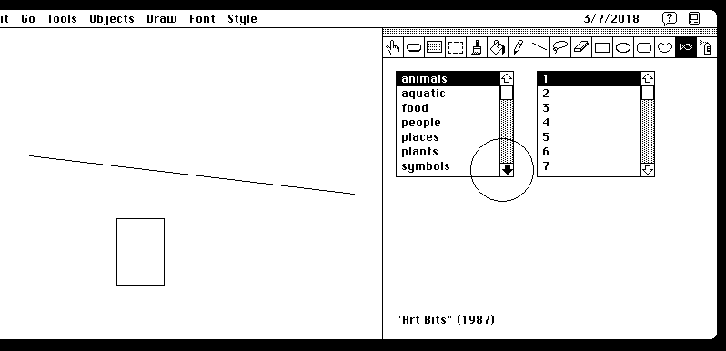 it Go Tools Objects Draw Font Style 3/7/2018 ?
animals 1
aquatic 2
food 3
people 4
places 5
plants 6
symbols 7
"Art Bits" (1987)